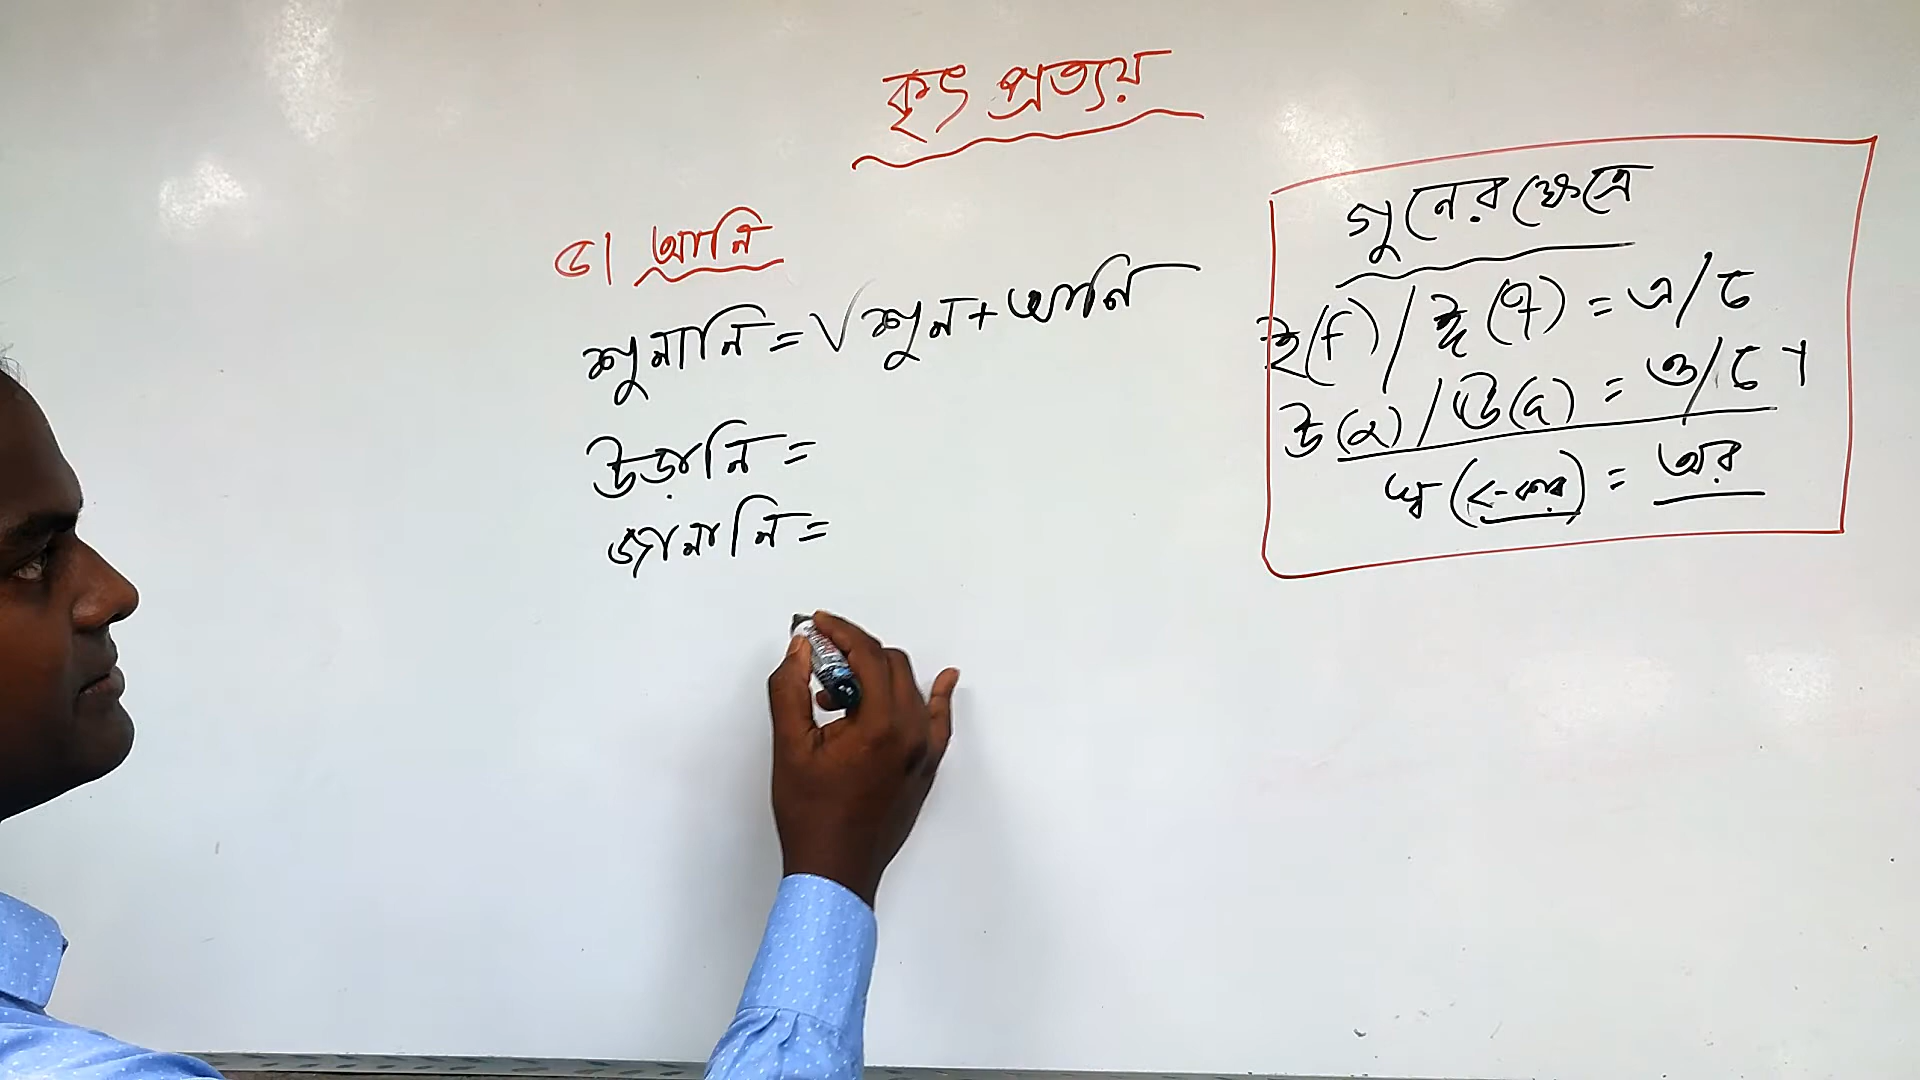 কৃৎ প্রত্যয়
৫। আনি
শুনানি = √শুন + আনি
উড়ানি =
জানানি =
গুনের ক্ষেত্রে
ই(ি) / ঈ(ী) = এ/ে
উ(ু) / ঊ(ূ) = ও/ো
ঋ(ৃ-কার) = অর